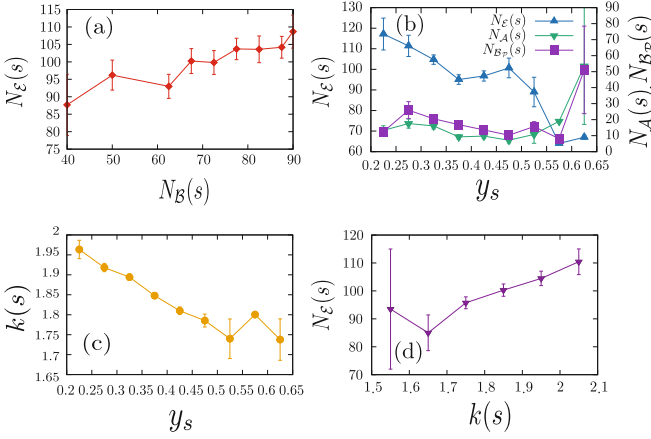 (a)
N_ℰ(s)
115
110
105
100
95
90
85
80
75
40 50 60 70 80 90
N_ℬ(s)
(b)
N_ℰ(s)
N_𝒜(s)
N_ℬ_𝒫(s)
N_ℰ(s)
130
120
110
100
90
80
70
60
90
80
70
60
50
40
30
20
10
0
N_𝒜(s), N_ℬ_𝒫(s)
0.2 0.25 0.3 0.35 0.4 0.45 0.5 0.55 0.6 0.65
y_s
k(s)
2
1.95
1.9
1.85
1.8
1.75
1.7
1.65
(c)
0.2 0.25 0.3 0.35 0.4 0.45 0.5 0.55 0.6 0.65
y_s
N_ℰ(s)
120
110
100
90
80
70
(d)
1.5 1.6 1.7 1.8 1.9 2 2.1
k(s)